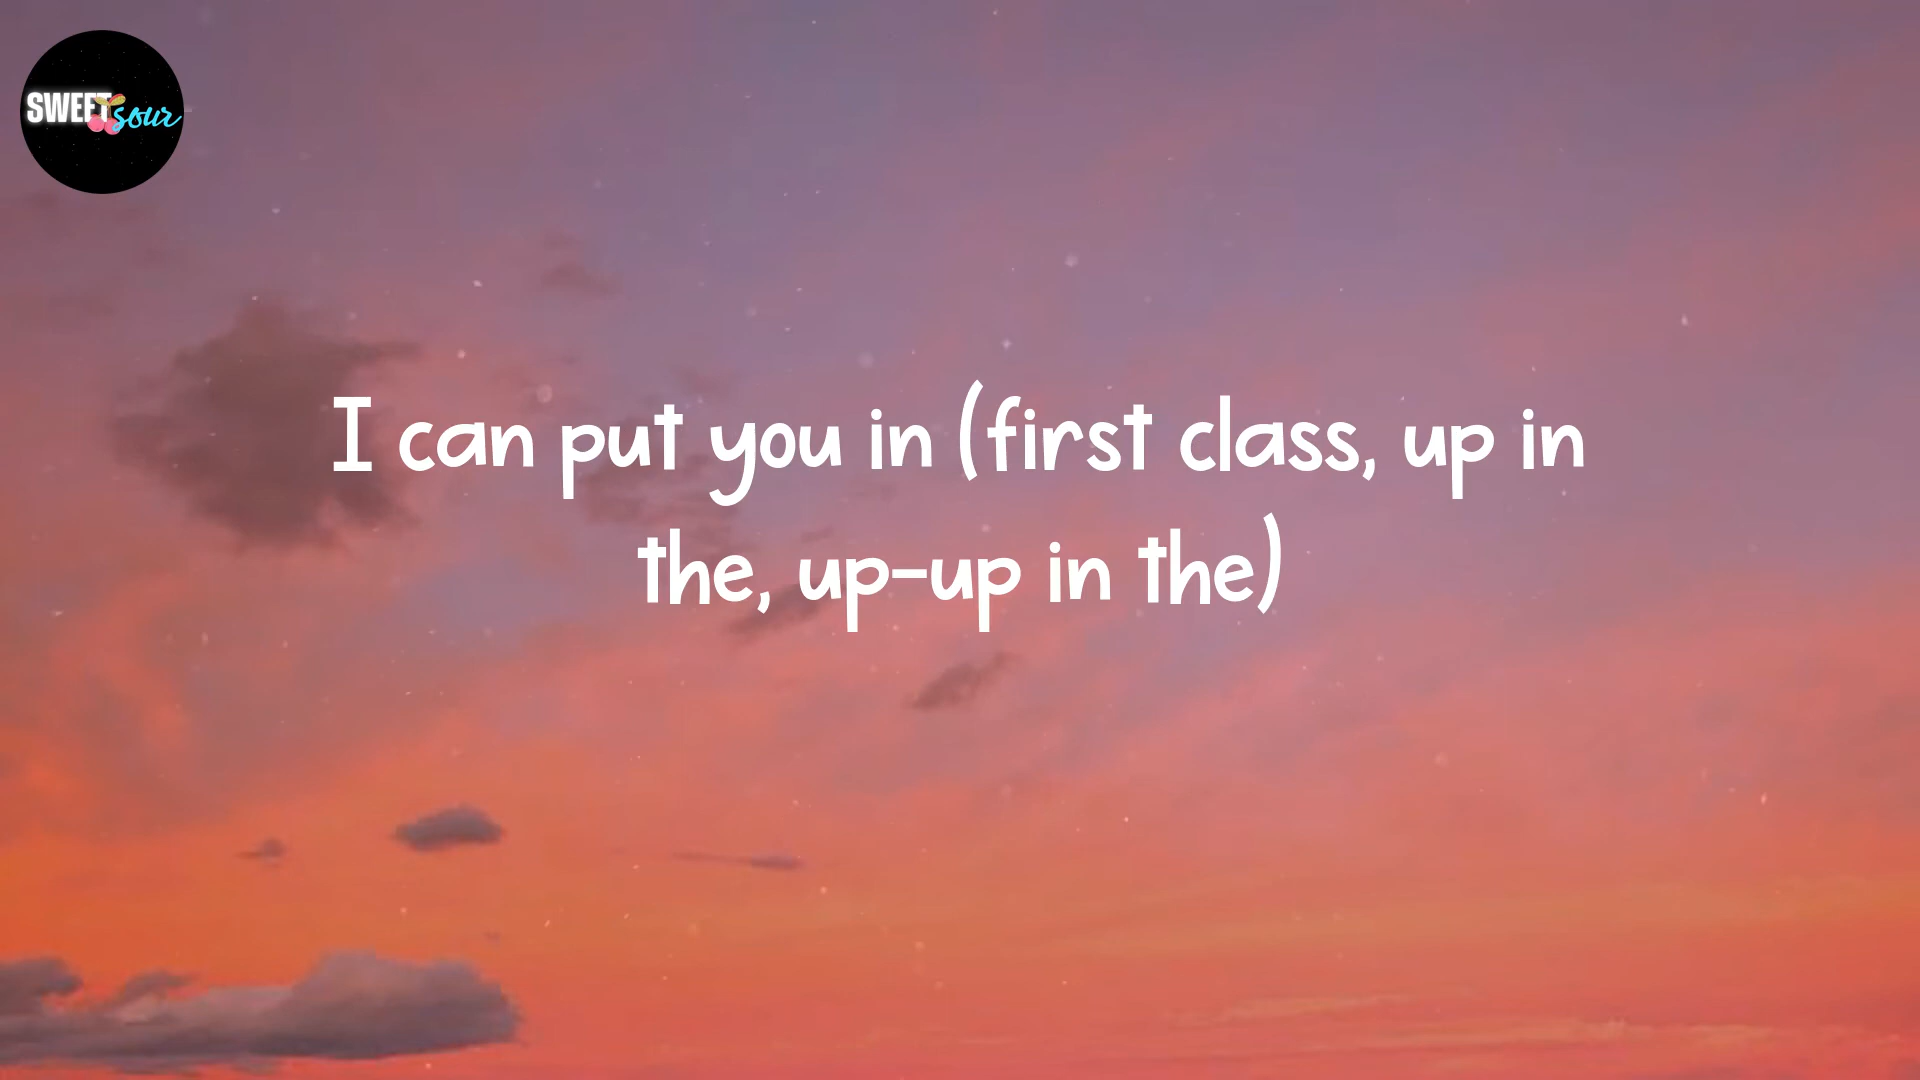 SWEET sour
I can put you in (first class, up in
the, up-up in the)